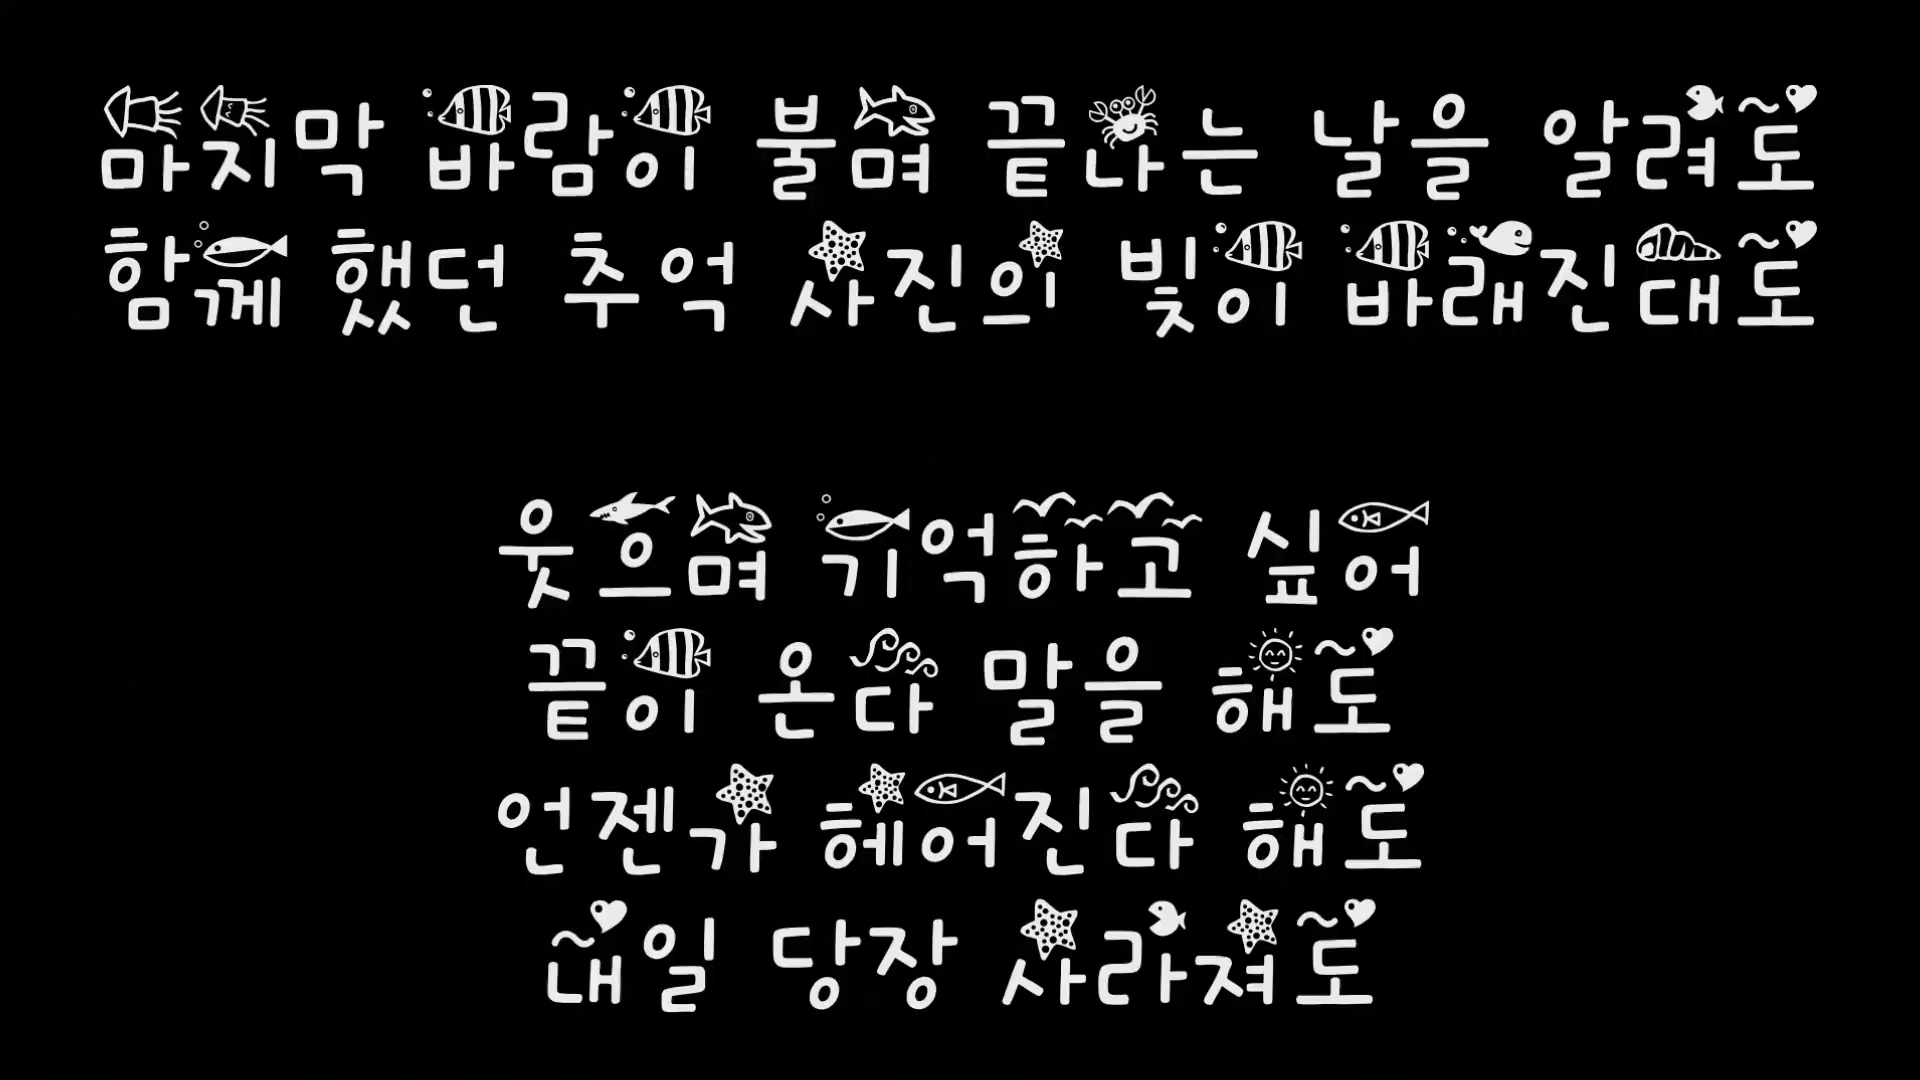 마지막 바람이 불며 끝나는 날을 알려도
함께 했던 추억 사진의 빛이 바래진대도
웃으며 기억하고 싶어
끝이 온다 말을 해도
언젠가 헤어진다 해도
내일 당장 사라져도